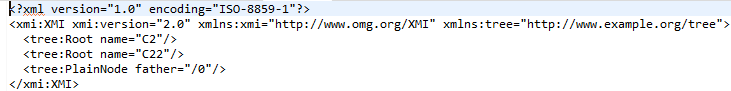 <?xml version="1.0" encoding="ISO-8859-1"?>
<xmi:XMI xmi:version="2.0" xmlns:xmi="http://www.omg.org/XMI" xmlns:tree="http://www.example.org/tree">
  <tree:Root name="C2"/>
  <tree:Root name="C22"/>
  <tree:PlainNode father="/0"/>
</xmi:XMI>